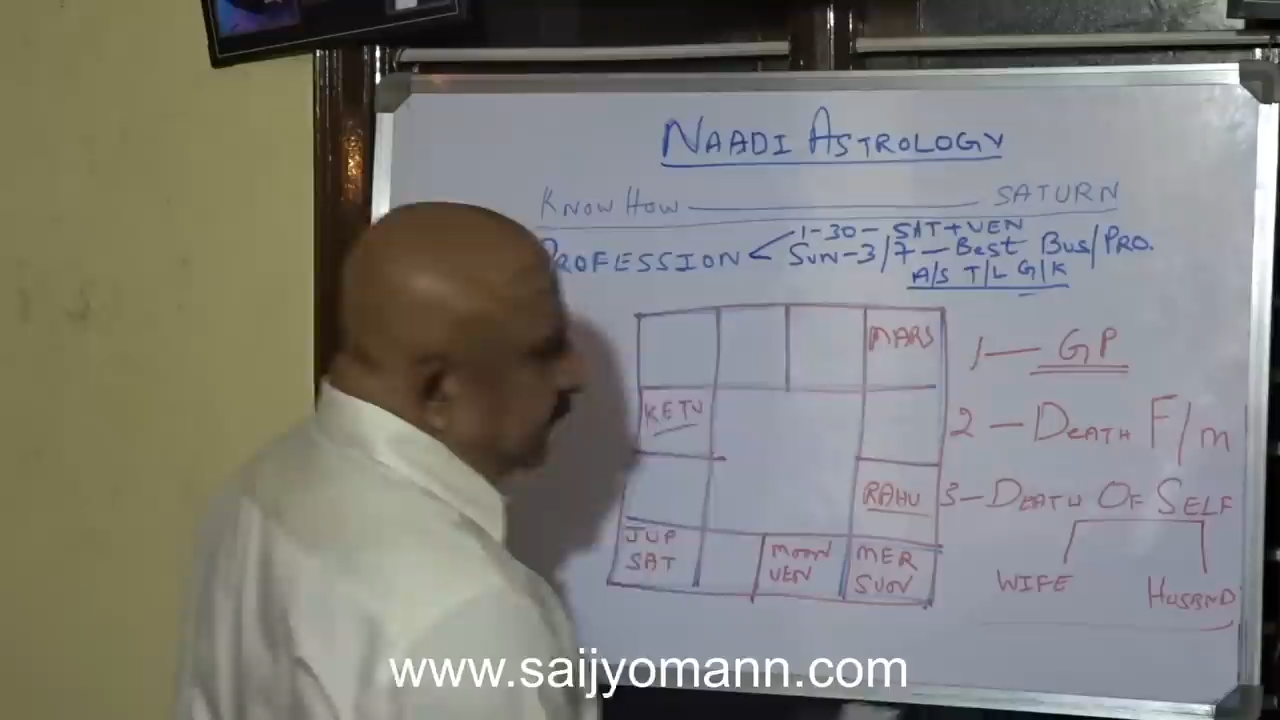 NAADI ASTROLOGY
KNOW HOW SATURN
PROFESSION
1-30 - SAT+VEN
SUN-3/7 - Best Bus/PRO.
A/S T/L G/K
MARS
KETU
RAHU
JUP
SAT
MOON
VEN
MER
SUN
1 — GP
2 — DEATH F/m
3 - DEATH OF SELF
WIFE HUSBND
www.saijyomann.com